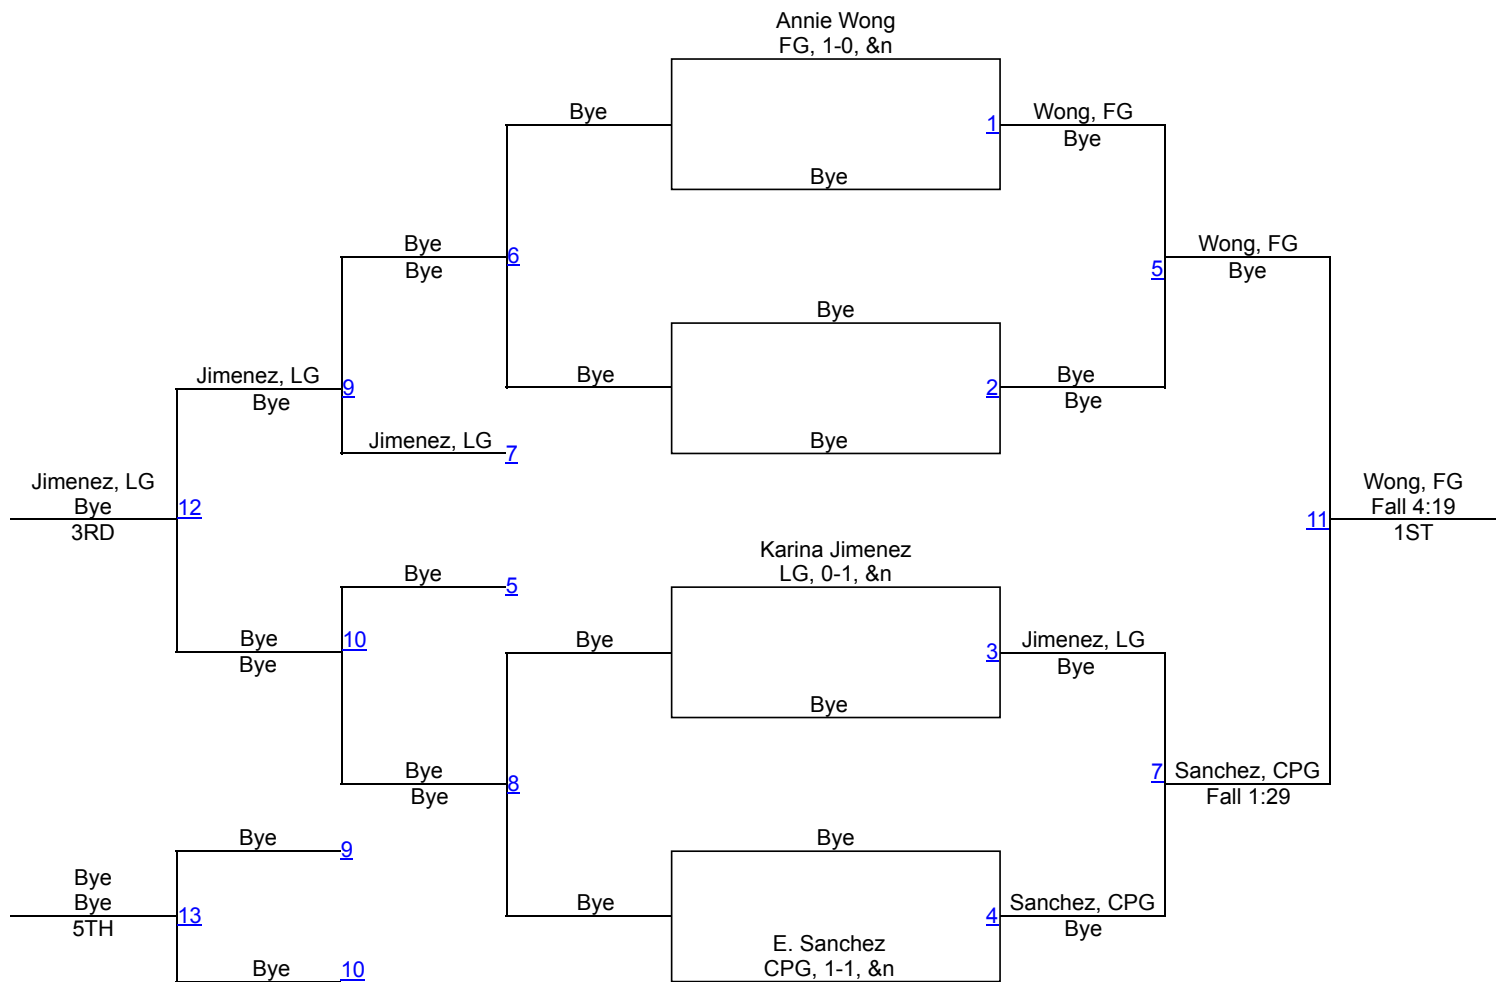 Annie Wong
FG, 1-0, &n
Bye
1
Wong, FG
Bye
Bye
Bye
Bye
6
Wong, FG
Bye
5
Bye
Jimenez, LG
Bye
9
Bye
2
Bye
Bye
Bye
Jimenez, LG
7
Jimenez, LG
Bye
3RD
12
Wong, FG
Fall 4:19
1ST
11
Karina Jimenez
LG, 0-1, &n
Bye
5
Bye
Bye
10
Bye
3
Jimenez, LG
Bye
Bye
Bye
Bye
8
7
Sanchez, CPG
Fall 1:29
Bye
9
Bye
Bye
Bye
5TH
13
Bye
4
Sanchez, CPG
Bye
E. Sanchez
CPG, 1-1, &n
Bye
10